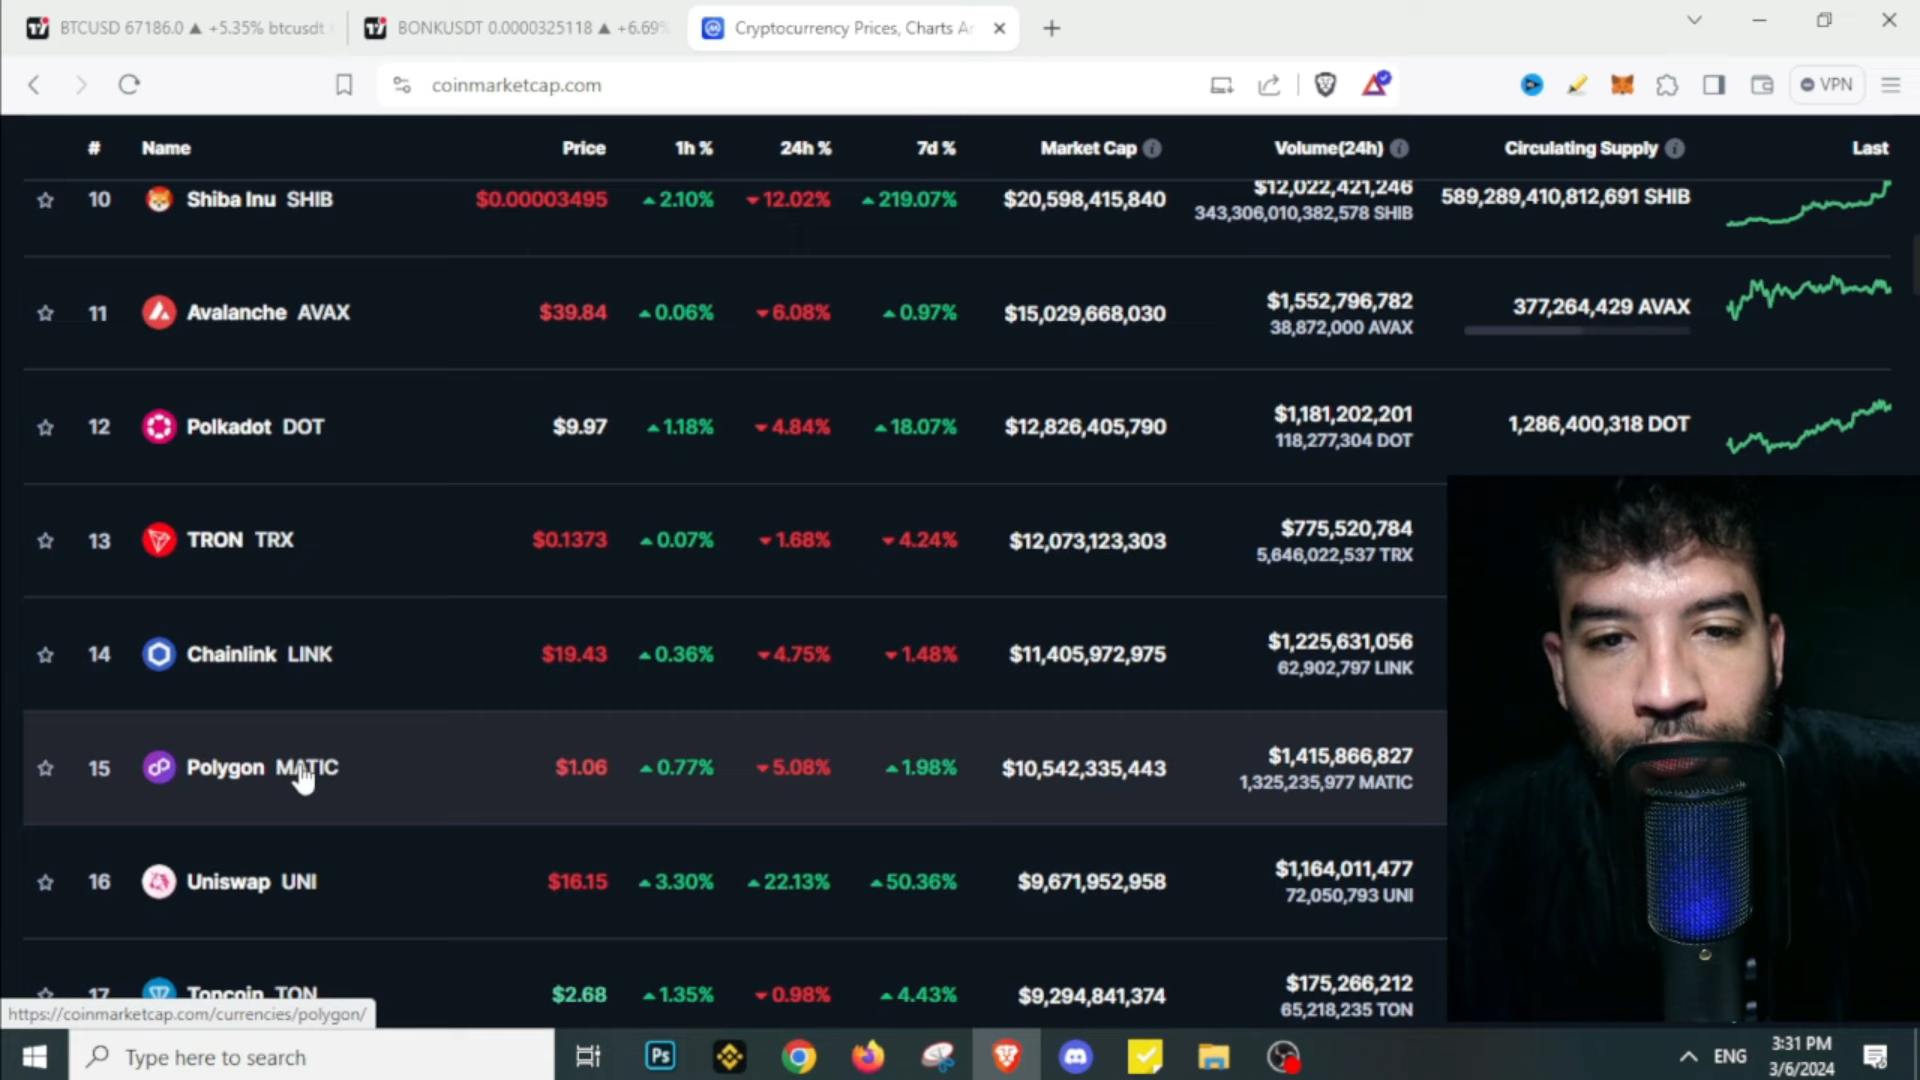 BTCUSD 67186.0 ▲ +5.35% btcusdt
BONKUSDT 0.0000325118 ▲ +6.69%
Cryptocurrency Prices, Charts Ar
coinmarketcap.com
VPN
# Name Price 1h % 24h % 7d % Market Cap Volume(24h) Circulating Supply Last
10 Shiba Inu SHIB $0.00003495 2.10% 12.02% 219.07% $20,598,415,840 $12,022,421,246 589,289,410,812,691 SHIB
343,306,010,382,578 SHIB
11 Avalanche AVAX $39.84 0.06% 6.08% 0.97% $15,029,668,030 $1,552,796,782 377,264,429 AVAX
38,872,000 AVAX
12 Polkadot DOT $9.97 1.18% 4.84% 18.07% $12,826,405,790 $1,181,202,201 1,286,400,318 DOT
118,277,304 DOT
13 TRON TRX $0.1373 0.07% 1.68% 4.24% $12,073,123,303 $775,520,784
5,646,022,537 TRX
14 Chainlink LINK $19.43 0.36% 4.75% 1.48% $11,405,972,975 $1,225,631,056
62,902,797 LINK
15 Polygon MATIC $1.06 0.77% 5.08% 1.98% $10,542,335,443 $1,415,866,827
1,325,235,977 MATIC
16 Uniswap UNI $16.15 3.30% 22.13% 50.36% $9,671,952,958 $1,164,011,477
72,050,793 UNI
17 Toncoin TON $2.68 1.35% 0.98% 4.43% $9,294,841,374 $175,266,212
65,218,235 TON
https://coinmarketcap.com/currencies/polygon/
Type here to search
Ps
ENG
3:31 PM
3/6/2024